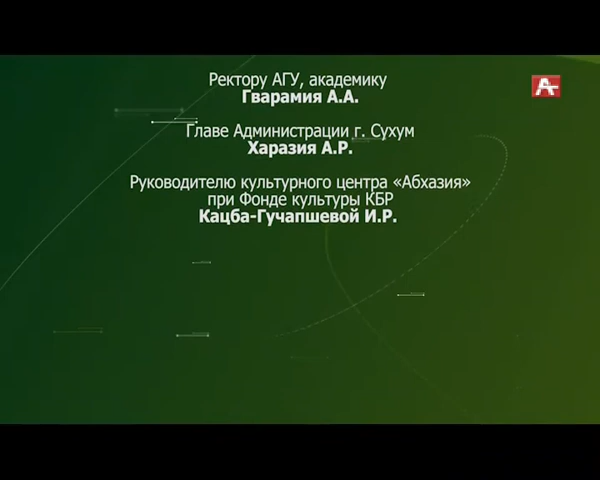 Ректору АГУ, академику
Гварамия А.А.
Главе Администрации г. Сухум
Харазия А.Р.
Руководителю культурного центра «Абхазия»
при Фонде культуры КБР
Кацба-Гучапшевой И.Р.